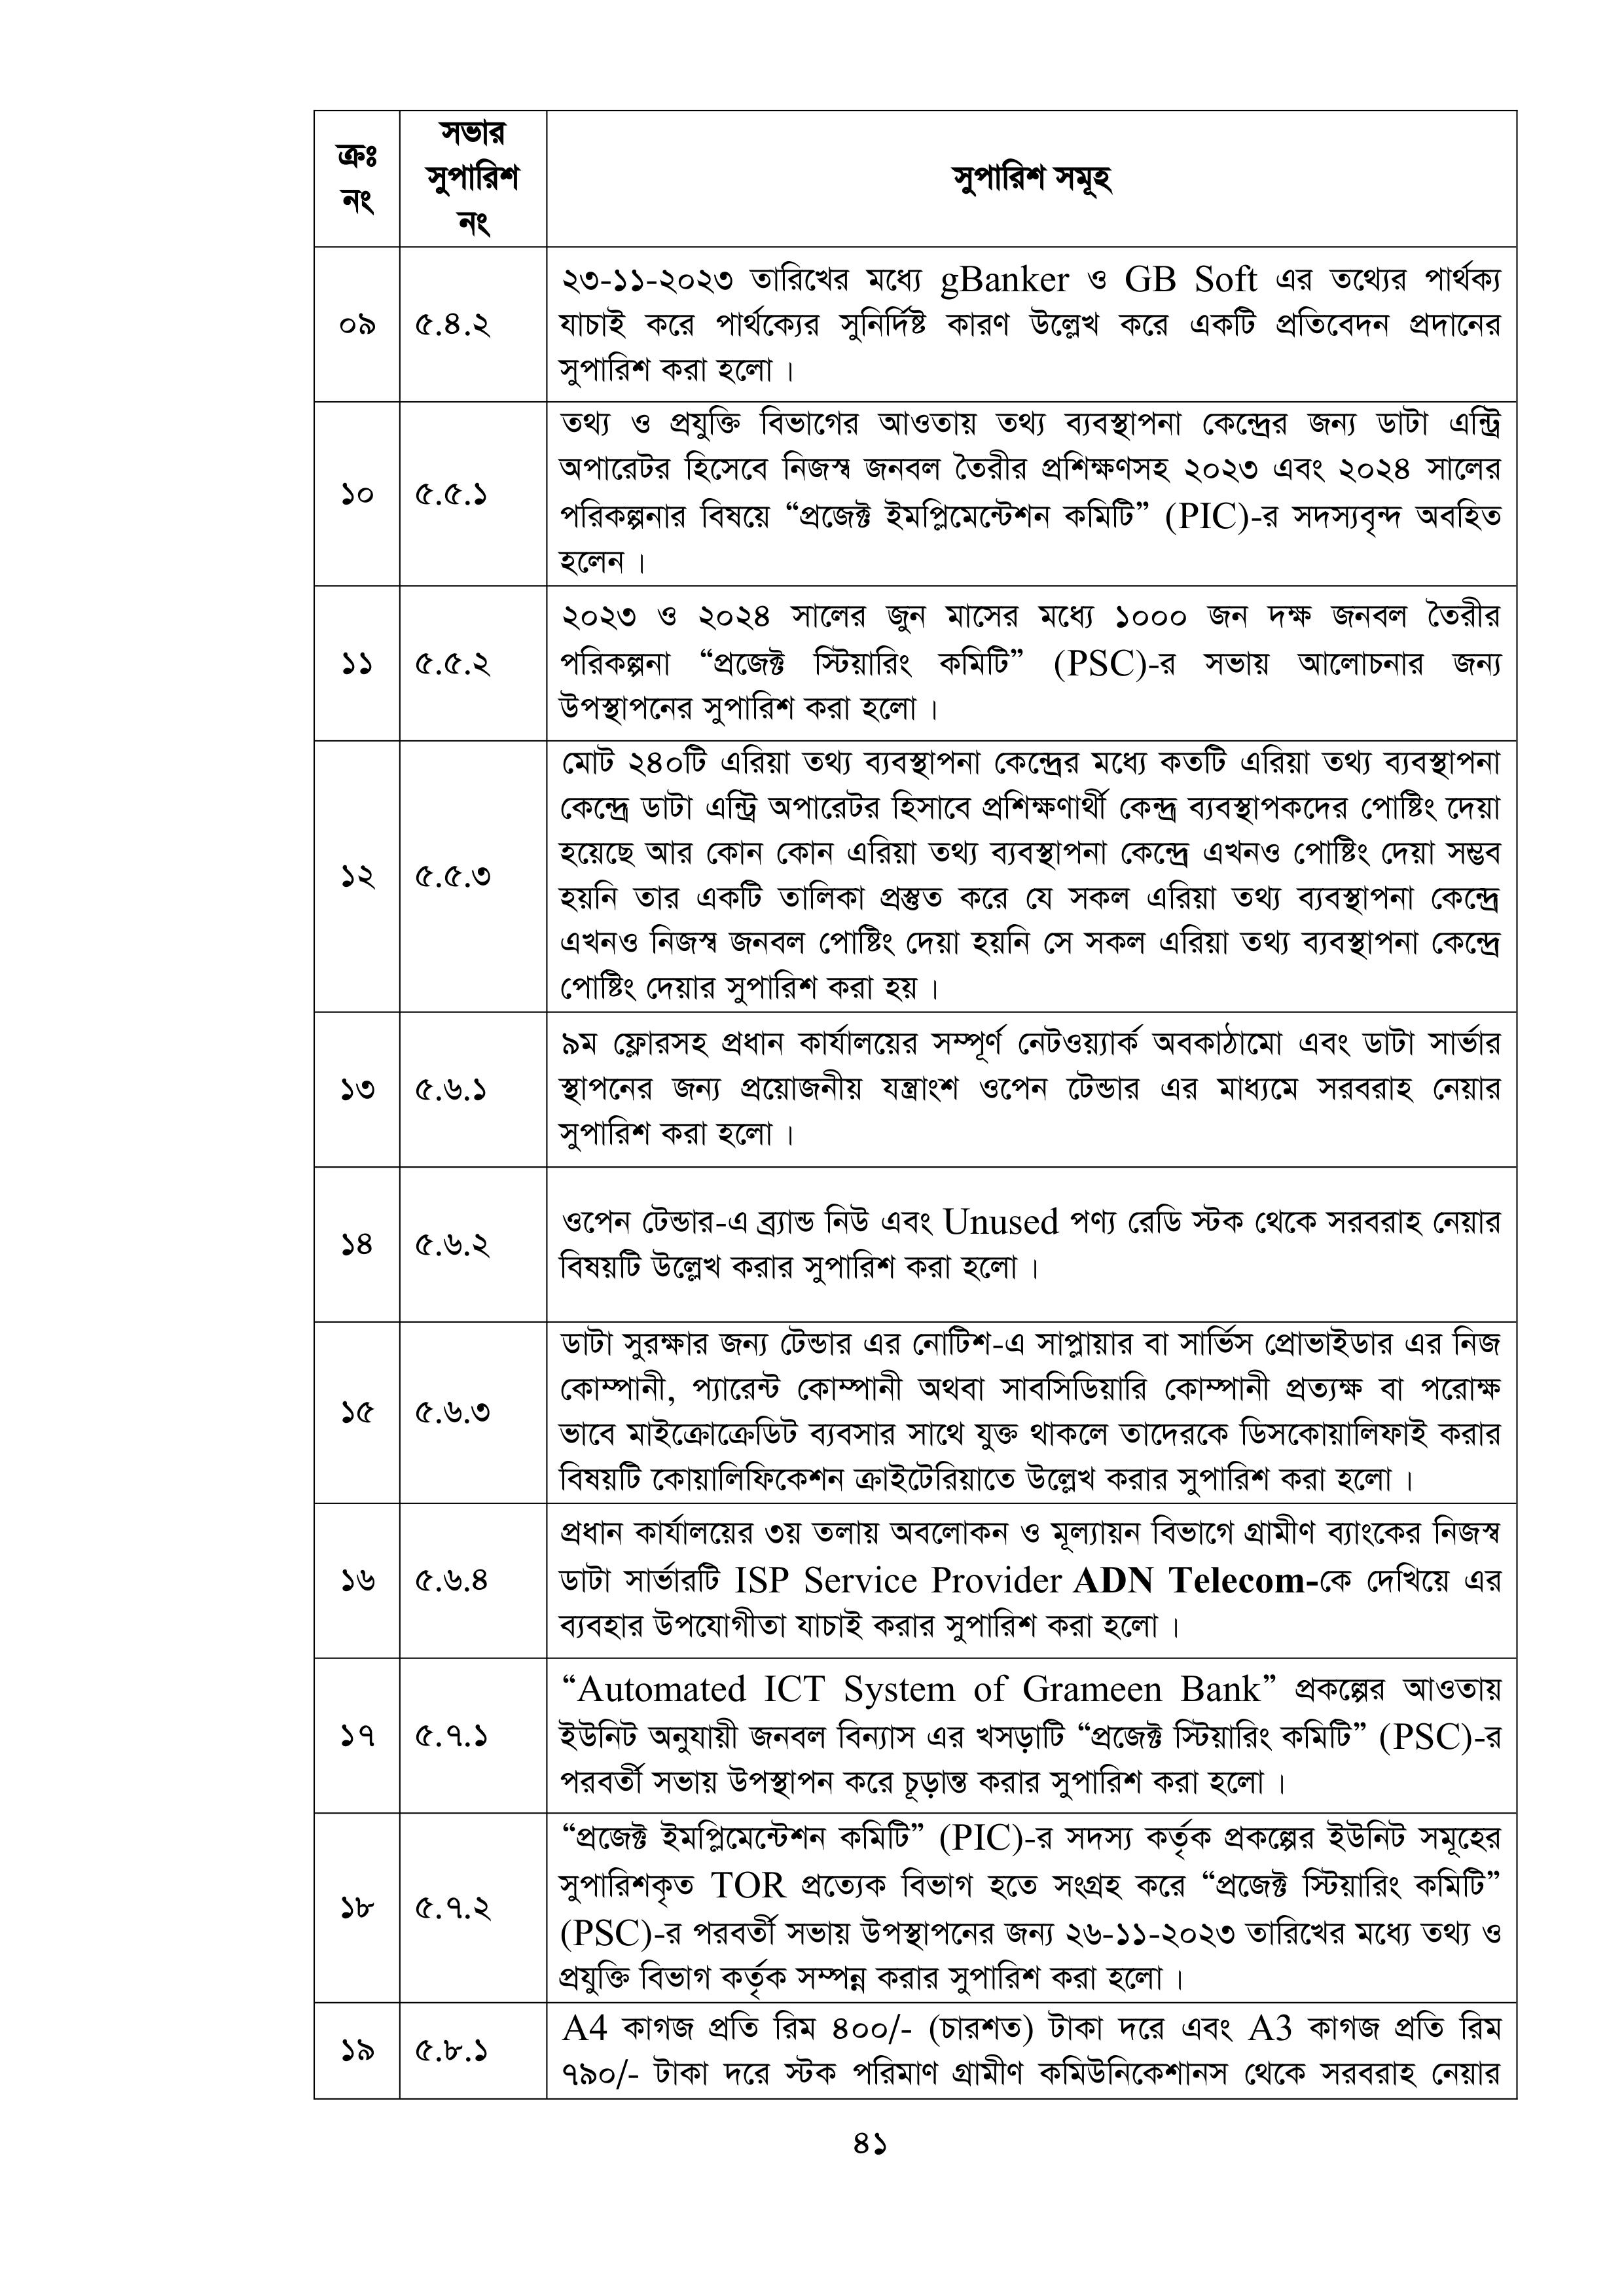 ক্রঃ
নং
সভার
সুপারিশ
নং
সুপারিশ সমূহ
০৯
৫.৪.২
২৩-১১-২০২৩ তারিখের মধ্যে gBanker ও GB Soft এর তথ্যের পার্থক্য
যাচাই করে পার্থক্যের সুনির্দিষ্ট কারণ উল্লেখ করে একটি প্রতিবেদন প্রদানের
সুপারিশ করা হলো।
১০
৫.৫.১
তথ্য ও প্রযুক্তি বিভাগের আওতায় তথ্য ব্যবস্থাপনা কেন্দ্রের জন্য ডাটা এন্ট্রি
অপারেটর হিসেবে নিজস্ব জনবল তৈরীর প্রশিক্ষণসহ ২০২৩ এবং ২০২৪ সালের
পরিকল্পনার বিষয়ে “প্রজেক্ট ইমপ্লিমেন্টেশন কমিটি” (PIC)-র সদস্যবৃন্দ অবহিত
হলেন।
১১
৫.৫.২
২০২৩ ও ২০২৪ সালের জুন মাসের মধ্যে ১০০০ জন দক্ষ জনবল তৈরীর
পরিকল্পনা “প্রজেক্ট স্টিয়ারিং কমিটি” (PSC)-র সভায় আলোচনার জন্য
উপস্থাপনের সুপারিশ করা হলো।
১২
৫.৫.৩
মোট ২৪০টি এরিয়া তথ্য ব্যবস্থাপনা কেন্দ্রের মধ্যে কতটি এরিয়া তথ্য ব্যবস্থাপনা
কেন্দ্রে ডাটা এন্ট্রি অপারেটর হিসাবে প্রশিক্ষণার্থী কেন্দ্র ব্যবস্থাপকদের পোষ্টিং দেয়া
হয়েছে আর কোন কোন এরিয়া তথ্য ব্যবস্থাপনা কেন্দ্রে এখনও পোষ্টিং দেয়া সম্ভব
হয়নি তার একটি তালিকা প্রস্তুত করে যে সকল এরিয়া তথ্য ব্যবস্থাপনা কেন্দ্রে
এখনও নিজস্ব জনবল পোষ্টিং দেয়া হয়নি সে সকল এরিয়া তথ্য ব্যবস্থাপনা কেন্দ্রে
পোষ্টিং দেয়ার সুপারিশ করা হয়।
১৩
৫.৬.১
৯ম ফ্লোরসহ প্রধান কার্যালয়ের সম্পূর্ণ নেটওয়্যার্ক অবকাঠামো এবং ডাটা সার্ভার
স্থাপনের জন্য প্রয়োজনীয় যন্ত্রাংশ ওপেন টেন্ডার এর মাধ্যমে সরবরাহ নেয়ার
সুপারিশ করা হলো।
১৪
৫.৬.২
ওপেন টেন্ডার-এ ব্র্যান্ড নিউ এবং Unused পণ্য রেডি স্টক থেকে সরবরাহ নেয়ার
বিষয়টি উল্লেখ করার সুপারিশ করা হলো।
১৫
৫.৬.৩
ডাটা সুরক্ষার জন্য টেন্ডার এর নোটিশ-এ সাপ্লায়ার বা সার্ভিস প্রোভাইডার এর নিজ
কোম্পানী, প্যারেন্ট কোম্পানী অথবা সাবসিডিয়ারি কোম্পানী প্রত্যক্ষ বা পরোক্ষ
ভাবে মাইক্রোক্রেডিট ব্যবসার সাথে যুক্ত থাকলে তাদেরকে ডিসকোয়ালিফাই করার
বিষয়টি কোয়ালিফিকেশন ক্রাইটেরিয়াতে উল্লেখ করার সুপারিশ করা হলো।
১৬
৫.৬.৪
প্রধান কার্যালয়ের ৩য় তলায় অবলোকন ও মূল্যায়ন বিভাগে গ্রামীণ ব্যাংকের নিজস্ব
ডাটা সার্ভারটি ISP Service Provider ADN Telecom-কে দেখিয়ে এর
ব্যবহার উপযোগীতা যাচাই করার সুপারিশ করা হলো।
১৭
৫.৭.১
“Automated ICT System of Grameen Bank” প্রকল্পের আওতায়
ইউনিট অনুযায়ী জনবল বিন্যাস এর খসড়াটি “প্রজেক্ট স্টিয়ারিং কমিটি” (PSC)-র
পরবর্তী সভায় উপস্থাপন করে চূড়ান্ত করার সুপারিশ করা হলো।
১৮
৫.৭.২
“প্রজেক্ট ইমপ্লিমেন্টেশন কমিটি” (PIC)-র সদস্য কর্তৃক প্রকল্পের ইউনিট সমূহের
সুপারিশকৃত TOR প্রত্যেক বিভাগ হতে সংগ্রহ করে “প্রজেক্ট স্টিয়ারিং কমিটি”
(PSC)-র পরবর্তী সভায় উপস্থাপনের জন্য ২৬-১১-২০২৩ তারিখের মধ্যে তথ্য ও
প্রযুক্তি বিভাগ কর্তৃক সম্পন্ন করার সুপারিশ করা হলো।
১৯
৫.৮.১
A4 কাগজ প্রতি রিম ৪০০/- (চারশত) টাকা দরে এবং A3 কাগজ প্রতি রিম
৭৯০/- টাকা দরে স্টক পরিমাণ গ্রামীণ কমিউনিকেশানস থেকে সরবরাহ নেয়ার
৪১